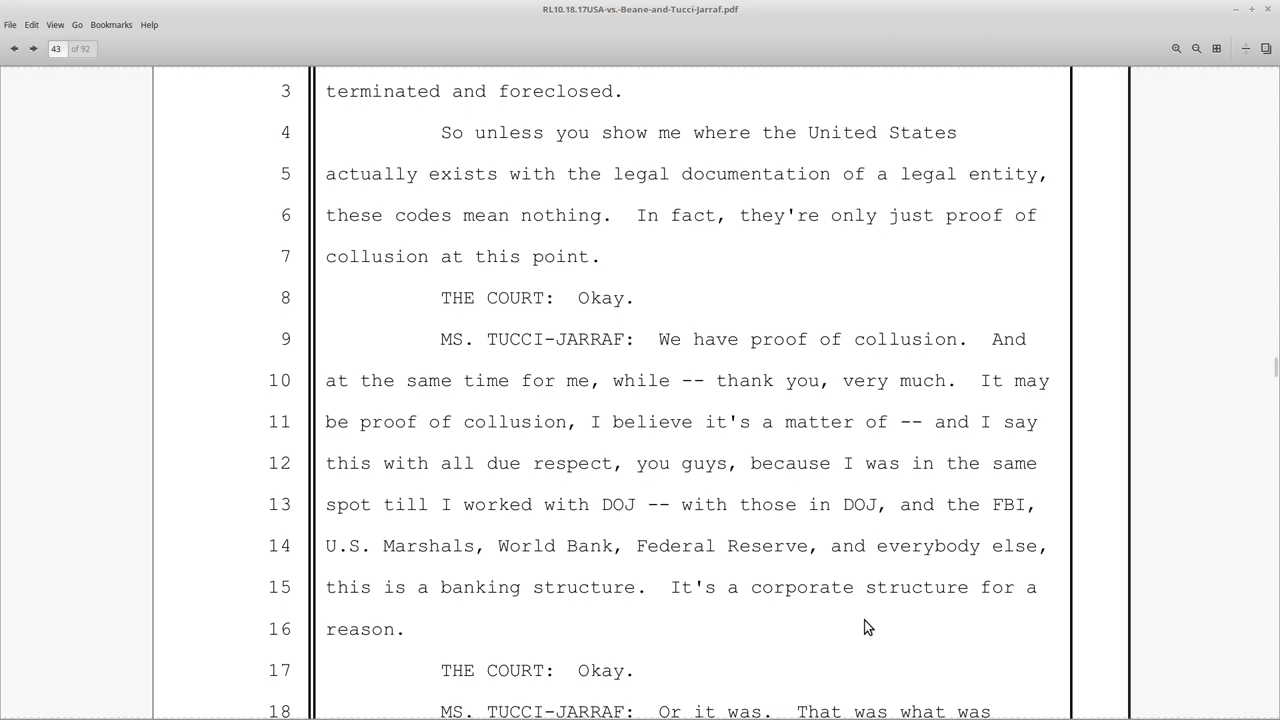 RL10.18.17USA-vs.-Beane-and-Tucci-Jarraf.pdf
File Edit View Go Bookmarks Help
43 of 92
3 terminated and foreclosed.
4 So unless you show me where the United States
5 actually exists with the legal documentation of a legal entity,
6 these codes mean nothing. In fact, they're only just proof of
7 collusion at this point.
8 THE COURT: Okay.
9 MS. TUCCI-JARRAF: We have proof of collusion. And
10 at the same time for me, while -- thank you, very much. It may
11 be proof of collusion, I believe it's a matter of -- and I say
12 this with all due respect, you guys, because I was in the same
13 spot till I worked with DOJ -- with those in DOJ, and the FBI,
14 U.S. Marshals, World Bank, Federal Reserve, and everybody else,
15 this is a banking structure. It's a corporate structure for a
16 reason.
17 THE COURT: Okay.
18 MS. TUCCI-JARRAF: Or it was. That was what was